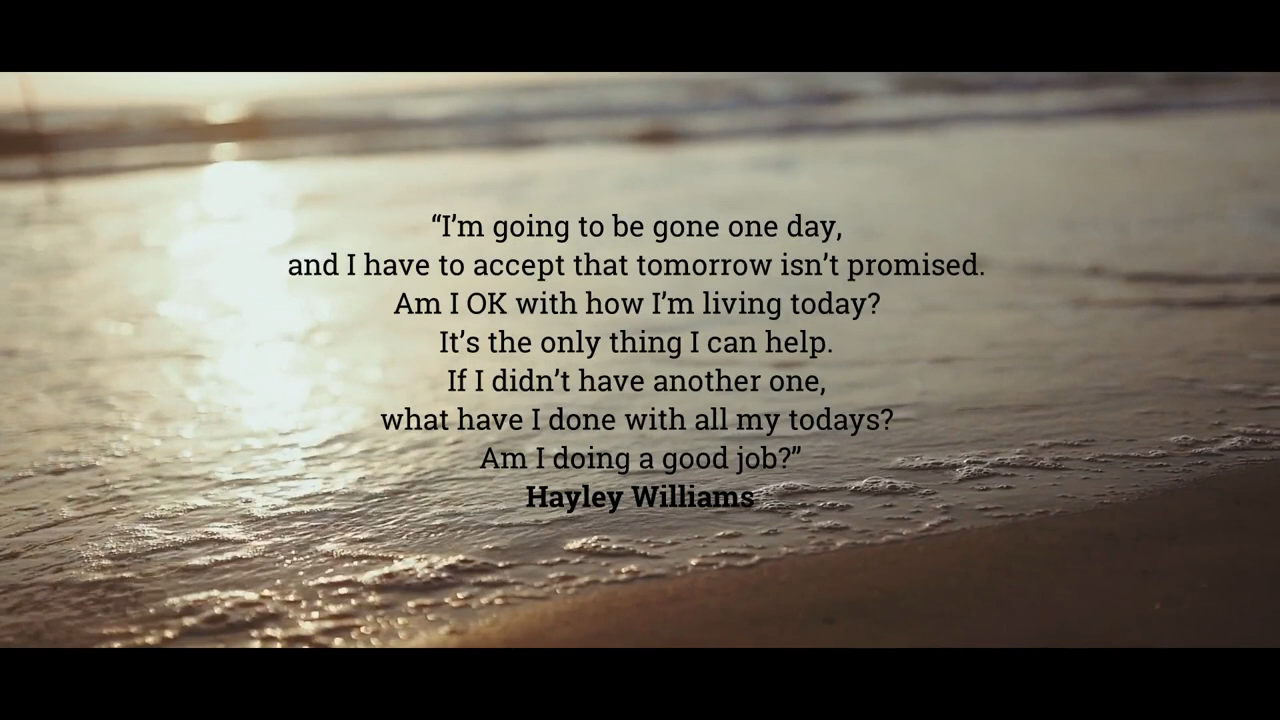 “I’m going to be gone one day,
and I have to accept that tomorrow isn’t promised.
Am I OK with how I’m living today?
It’s the only thing I can help.
If I didn’t have another one,
what have I done with all my todays?
Am I doing a good job?”
Hayley Williams